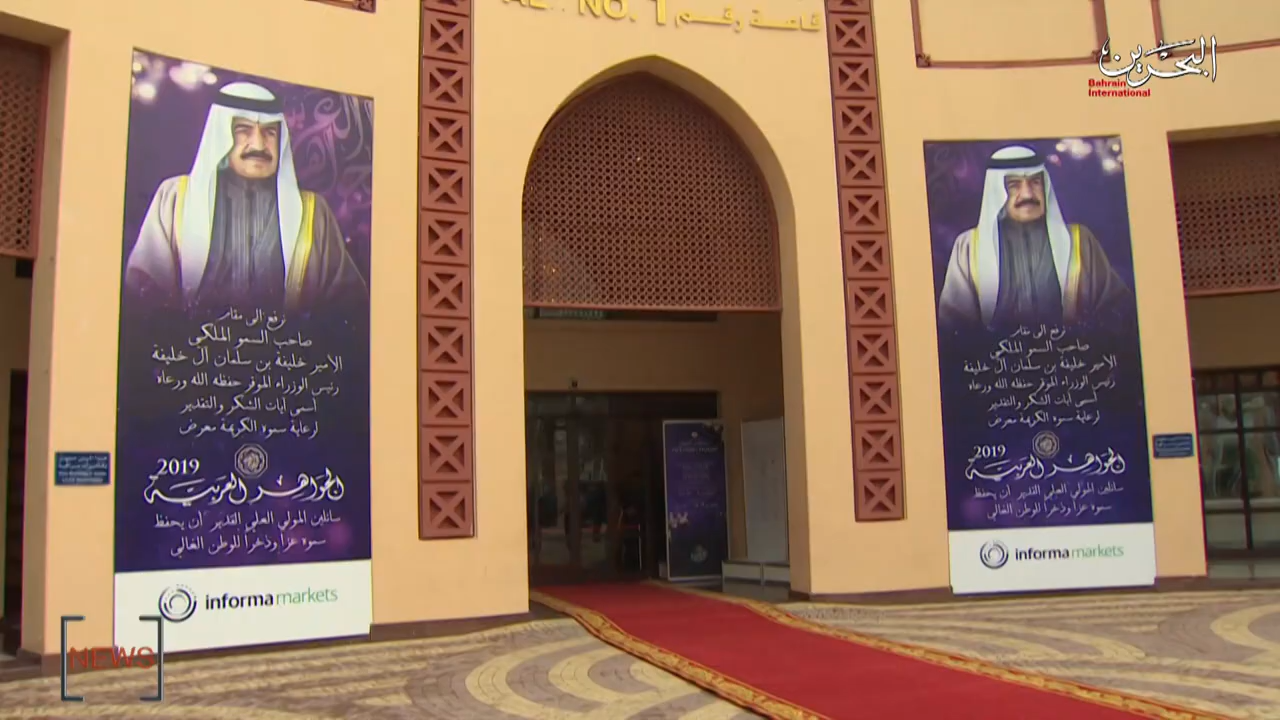 NO. 1 قاعة رقم
البحرين
Bahrain
International
نرفع الى مقام
صاحب السمو الملكي
الأمير خليفة بن سلمان آل خليفة
رئيس الوزراء الموقر حفظه الله ورعاه
أسمى آيات الشكر والتقدير
لرعاية سموه الكريمة معرض
2019
الجواهر العربية
سائلين المولى العلي القدير أن يحفظ
سموه عزاً وذخراً للوطن الغالي
informa markets
نرفع الى مقام
صاحب السمو الملكي
الأمير خليفة بن سلمان آل خليفة
رئيس الوزراء الموقر حفظه الله ورعاه
أسمى آيات الشكر والتقدير
لرعاية سموه الكريمة معرض
2019
الجواهر العربية
سائلين المولى العلي القدير أن يحفظ
سموه عزاً وذخراً للوطن الغالي
informa markets
NEWS